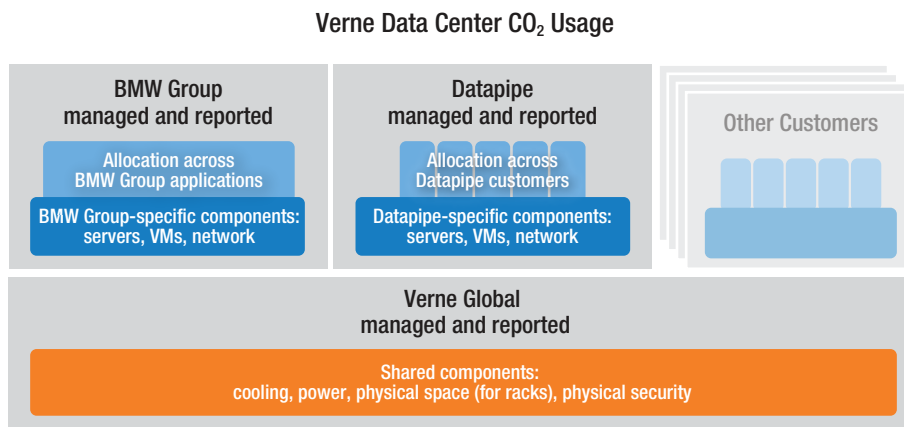 Verne Data Center CO₂ Usage
BMW Group
managed and reported
Allocation across
BMW Group applications
BMW Group-specific components:
servers, VMs, network
Datapipe
managed and reported
Allocation across
Datapipe customers
Datapipe-specific components:
servers, VMs, network
Other Customers
Verne Global
managed and reported
Shared components:
cooling, power, physical space (for racks), physical security